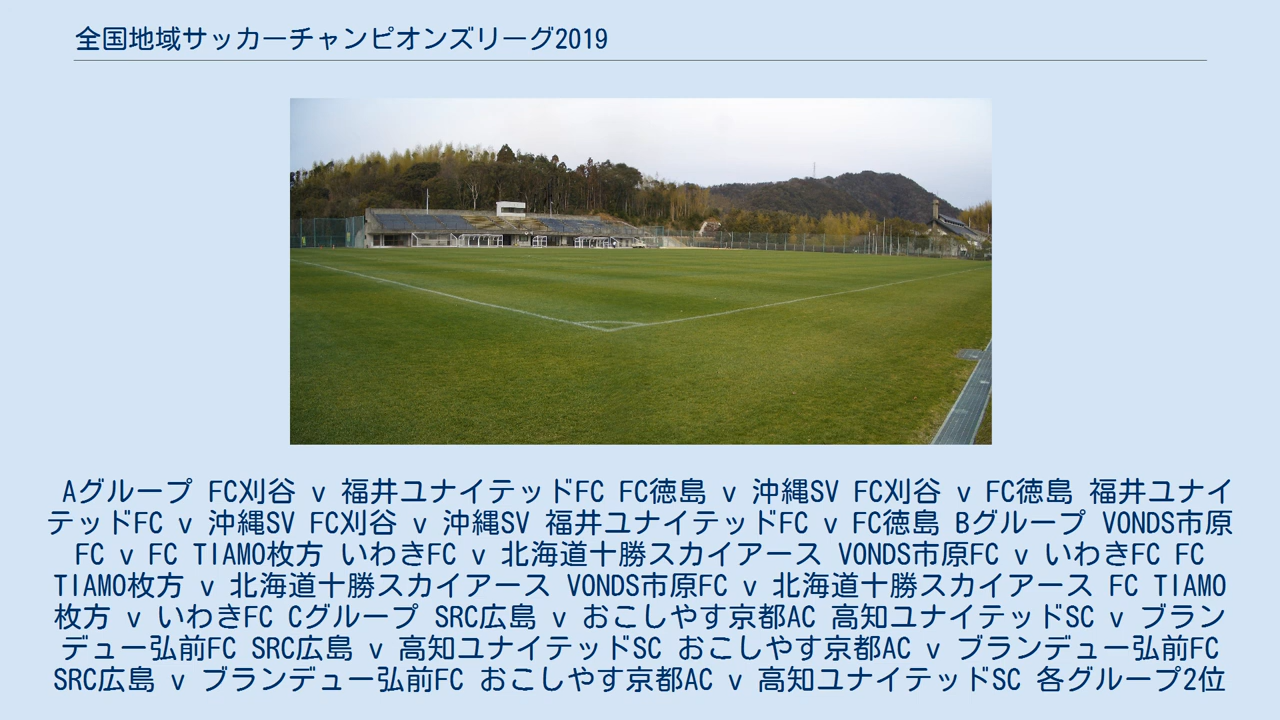 全国地域サッカーチャンピオンズリーグ2019
Aグループ FC刈谷 v 福井ユナイテッドFC FC徳島 v 沖縄SV FC刈谷 v FC徳島 福井ユナイ
テッドFC v 沖縄SV FC刈谷 v 沖縄SV 福井ユナイテッドFC v FC徳島 Bグループ VONDS市原
FC v FC TIAMO枚方 いわきFC v 北海道十勝スカイアース VONDS市原FC v いわきFC FC
TIAMO枚方 v 北海道十勝スカイアース VONDS市原FC v 北海道十勝スカイアース FC TIAMO
枚方 v いわきFC Cグループ SRC広島 v おこしやす京都AC 高知ユナイテッドSC v ブラン
デュー弘前FC SRC広島 v 高知ユナイテッドSC おこしやす京都AC v ブランデュー弘前FC
SRC広島 v ブランデュー弘前FC おこしやす京都AC v 高知ユナイテッドSC 各グループ2位